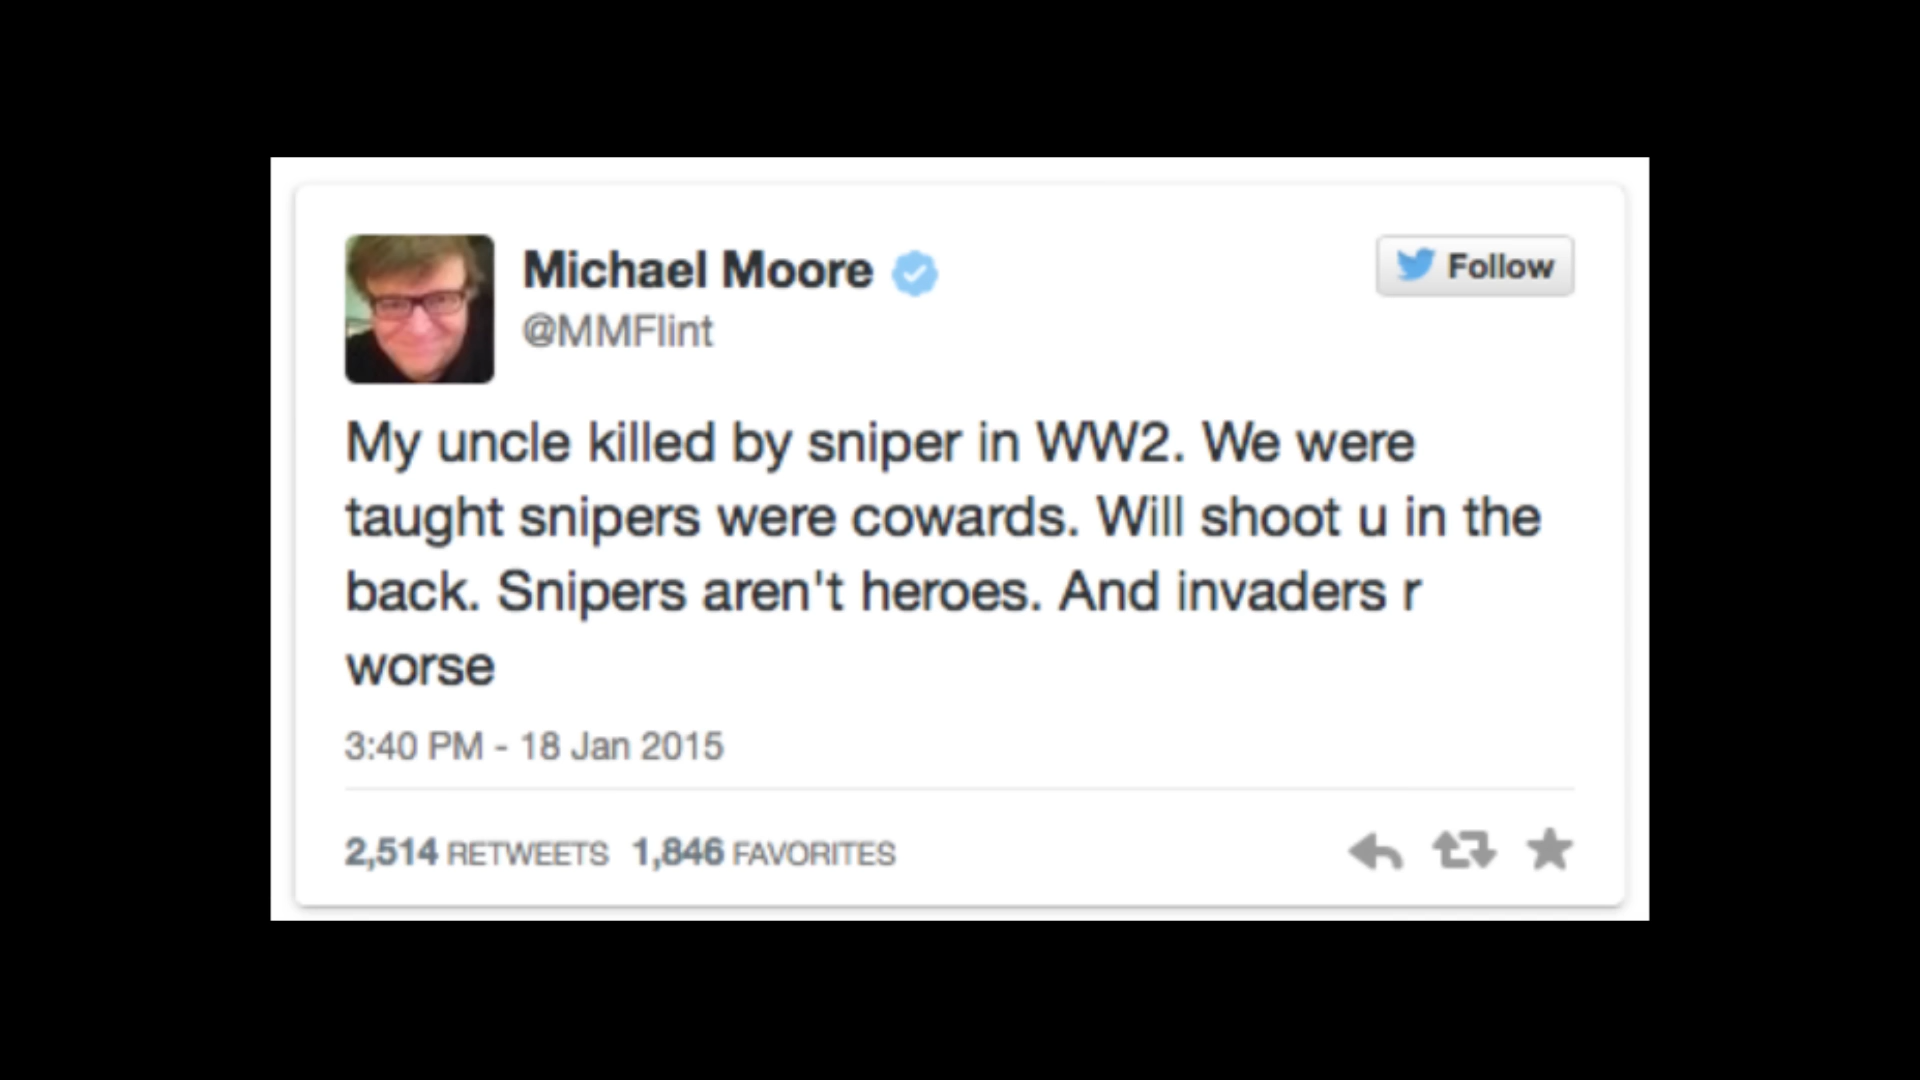 Michael Moore
Follow
@MMFlint
My uncle killed by sniper in WW2. We were
taught snipers were cowards. Will shoot u in the
back. Snipers aren't heroes. And invaders r
worse
3:40 PM - 18 Jan 2015
2,514 RETWEETS 1,846 FAVORITES